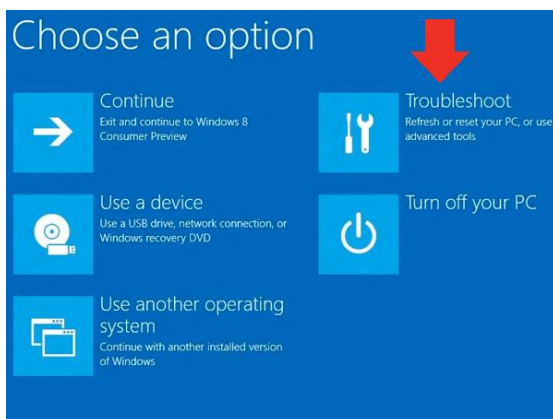 Choose an option
Continue
Exit and continue to Windows 8
Consumer Preview
Use a device
Use a USB drive, network connection, or
Windows recovery DVD
Use another operating
system
Continue with another installed version
of Windows
Troubleshoot
Refresh or reset your PC, or use
advanced tools
Turn off your PC